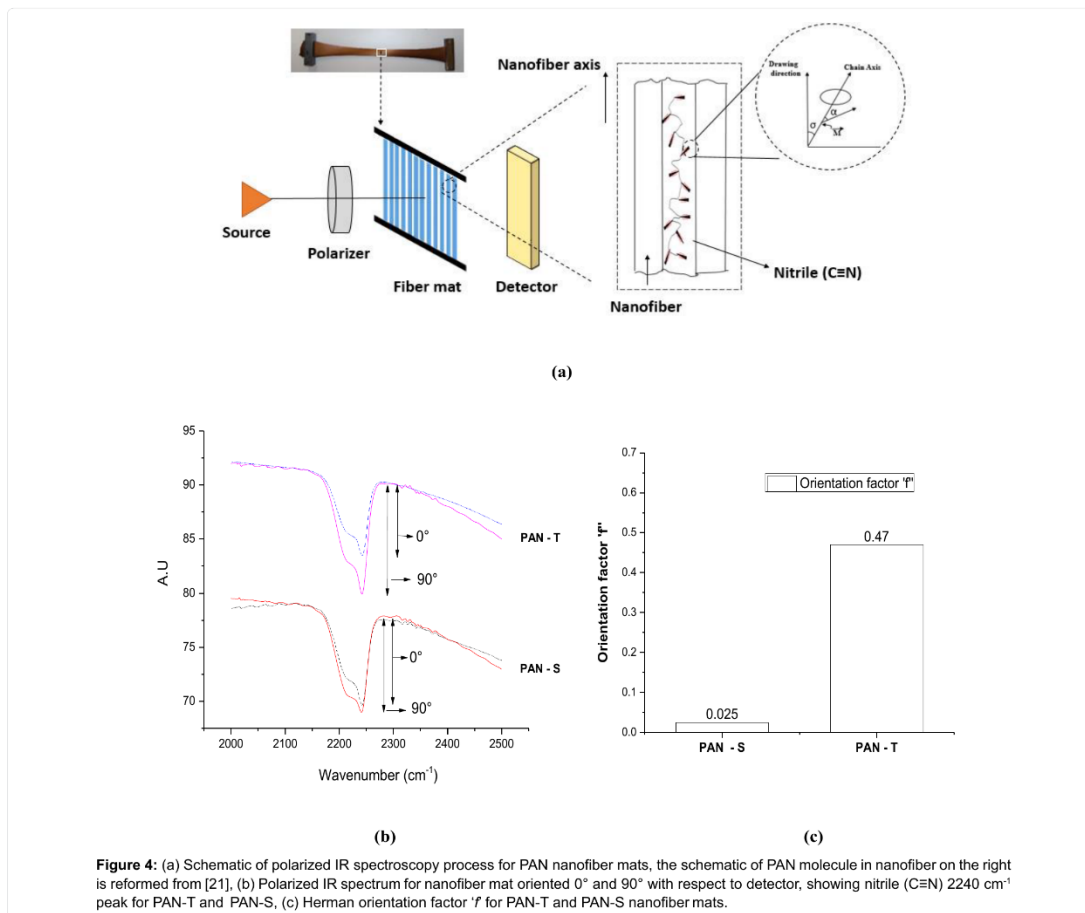 Nanofiber axis
Drawing
direction
Chain Axis
α
σ
M
Source
Polarizer
Fiber mat
Detector
Nitrile (C≡N)
Nanofiber
(a)
95
90
85
80
75
70
A.U
0°
90°
PAN - T
0°
90°
PAN - S
2000 2100 2200 2300 2400 2500
Wavenumber (cm⁻¹)
(b)
0.7
0.6
0.5
0.4
0.3
0.2
0.1
0.0
Orientation factor 'f"
Orientation factor 'f"
0.47
0.025
PAN - S PAN - T
(c)
Figure 4: (a) Schematic of polarized IR spectroscopy process for PAN nanofiber mats, the schematic of PAN molecule in nanofiber on the right
is reformed from [21], (b) Polarized IR spectrum for nanofiber mat oriented 0° and 90° with respect to detector, showing nitrile (C≡N) 2240 cm⁻¹
peak for PAN-T and PAN-S, (c) Herman orientation factor 'f' for PAN-T and PAN-S nanofiber mats.